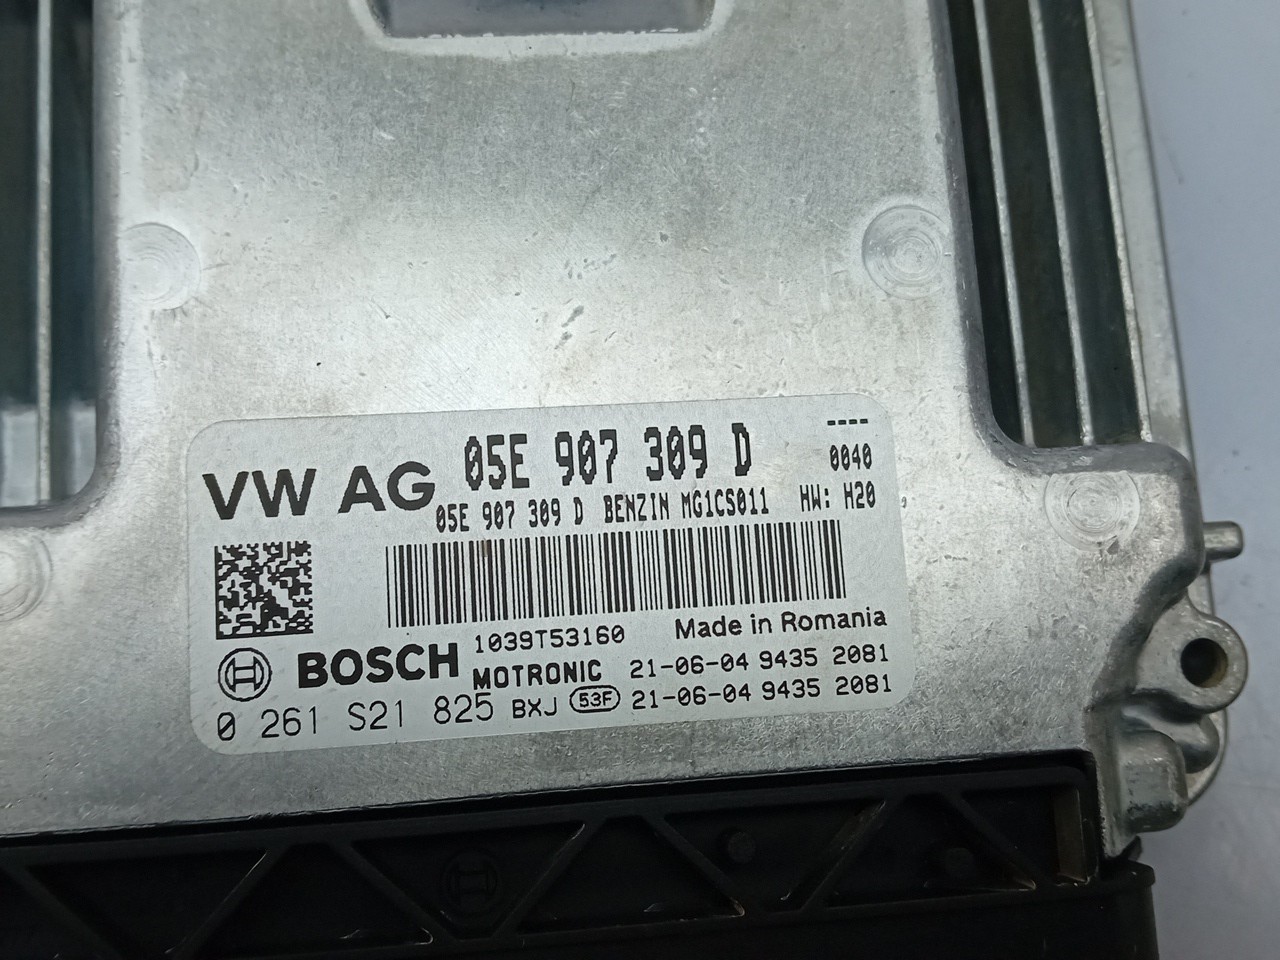 05E 907 309 D ----
VW AG 0040
05E 907 309 D BENZIN MG1CS011 HW: H20
1039T53160 Made in Romania
BOSCH MOTRONIC 21-06-04 9435 2081
0 261 S21 825 BXJ 53F 21-06-04 9435 2081